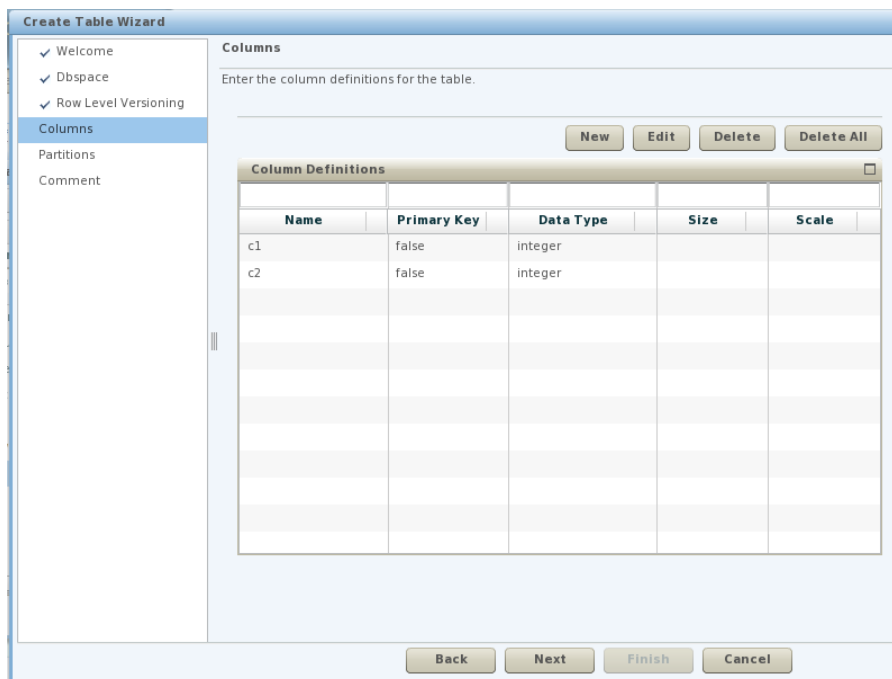 Create Table Wizard
Welcome
Dbspace
Row Level Versioning
Columns
Partitions
Comment
Columns
Enter the column definitions for the table.
New Edit Delete Delete All
Column Definitions
Name Primary Key Data Type Size Scale
c1 false integer
c2 false integer
Back Next Finish Cancel